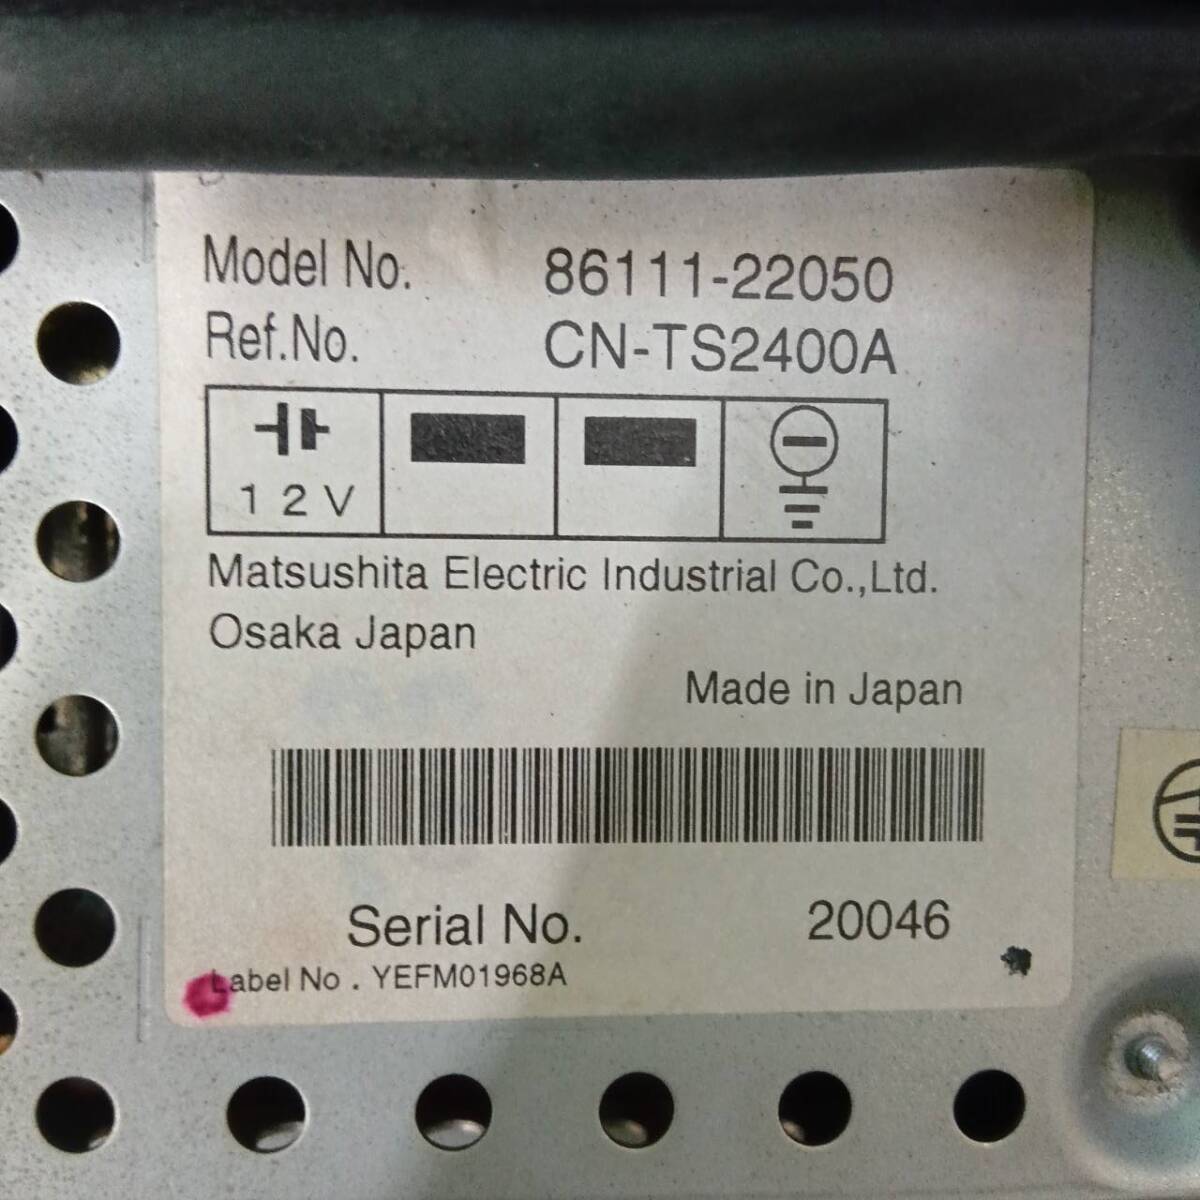 Model No. 86111-22050
Ref.No. CN-TS2400A
12V
Matsushita Electric Industrial Co.,Ltd.
Osaka Japan
Made in Japan
Serial No. 20046
Label No . YEFM01968A